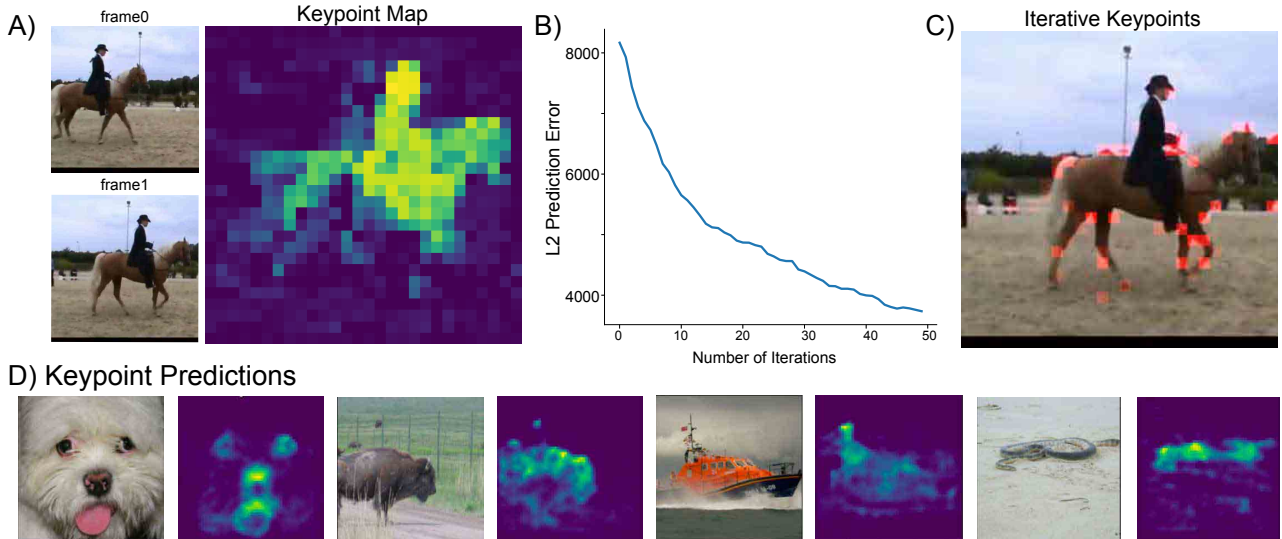 A)
frame0
frame1
Keypoint Map
B)
L2 Prediction Error
8000
6000
4000
0
10
20
30
40
50
Number of Iterations
C)
Iterative Keypoints
D) Keypoint Predictions